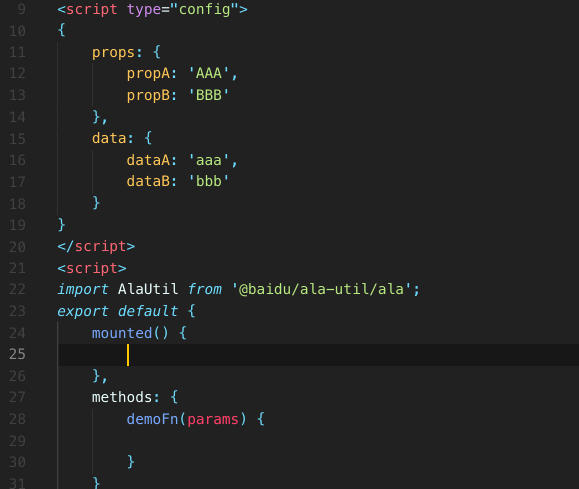 9 <script type="config">
10 {
11 props: {
12 propA: 'AAA',
13 propB: 'BBB'
14 },
15 data: {
16 dataA: 'aaa',
17 dataB: 'bbb'
18 }
19 }
20 </script>
21 <script>
22 import AlaUtil from '@baidu/ala-util/ala';
23 export default {
24 mounted() {
25
26 },
27 methods: {
28 demoFn(params) {
29
30 }
31 }